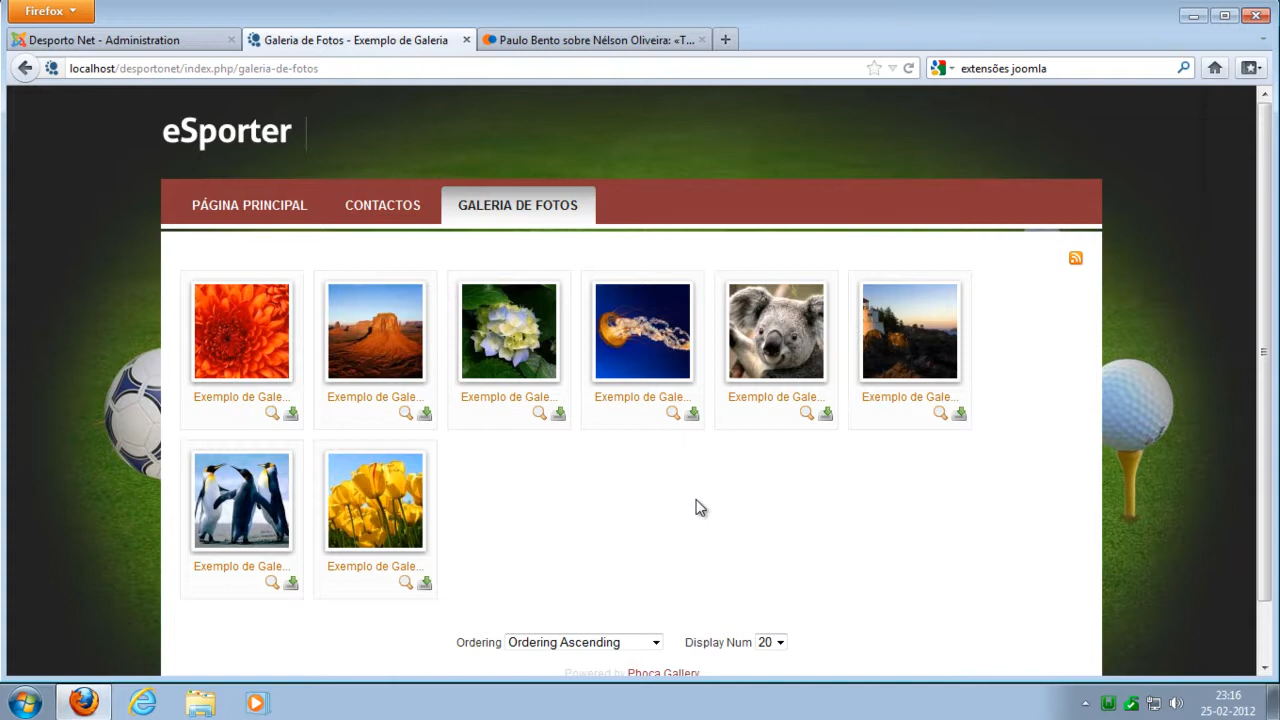 Firefox
Desporto Net - Administration
Galeria de Fotos - Exemplo de Galeria
Paulo Bento sobre Nélson Oliveira: «T...
localhost/desportonet/index.php/galeria-de-fotos
extensões joomla
eSporter
PÁGINA PRINCIPAL
CONTACTOS
GALERIA DE FOTOS
Exemplo de Gale...
Exemplo de Gale...
Exemplo de Gale...
Exemplo de Gale...
Exemplo de Gale...
Exemplo de Gale...
Exemplo de Gale...
Exemplo de Gale...
Ordering Ordering Ascending Display Num 20
Powered by Phoca Gallery
23:16
25-02-2012